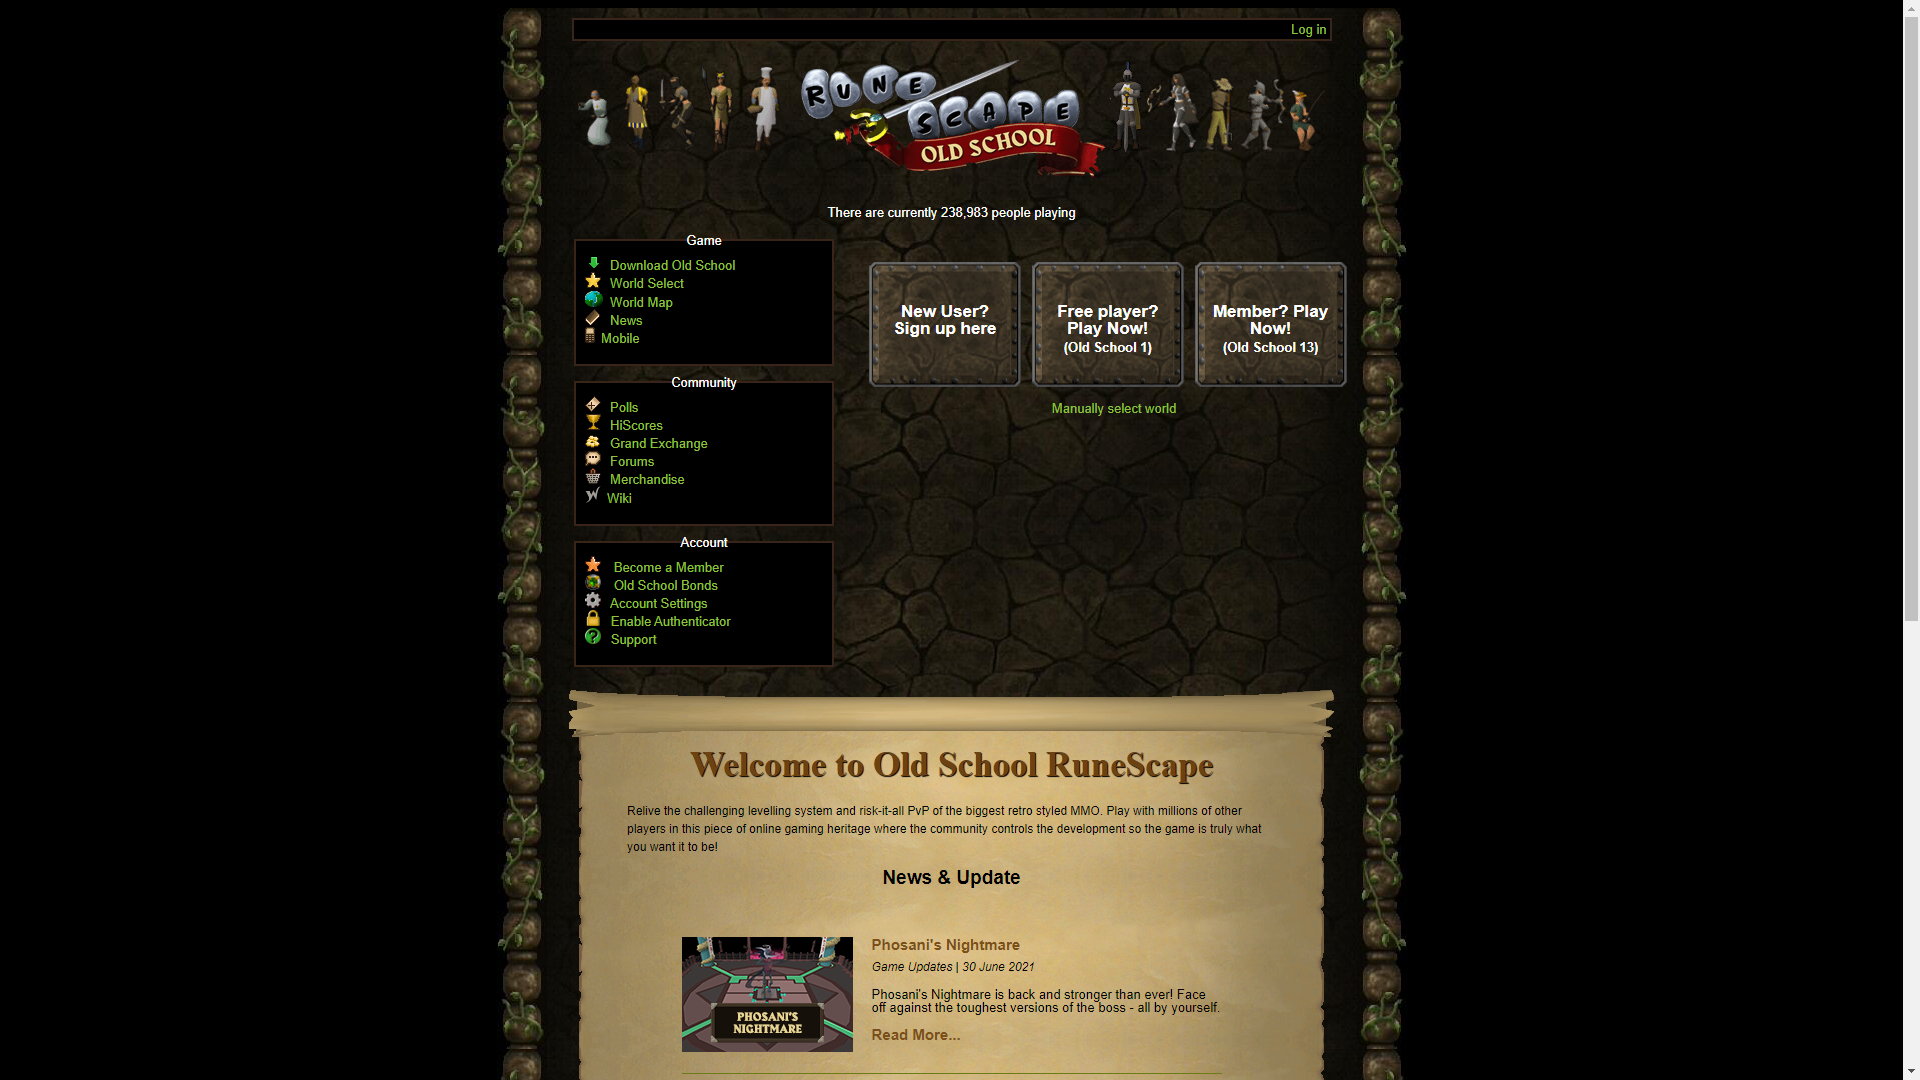 Log in
RUNE
SCAPE
OLD SCHOOL
There are currently 238,983 people playing
Game
Download Old School
World Select
World Map
News
Mobile
Community
Polls
HiScores
Grand Exchange
Forums
Merchandise
Wiki
Account
Become a Member
Old School Bonds
Account Settings
Enable Authenticator
Support
New User?
Sign up here
Free player?
Play Now!
(Old School 1)
Member? Play
Now!
(Old School 13)
Manually select world
Welcome to Old School RuneScape
Relive the challenging levelling system and risk-it-all PvP of the biggest retro styled MMO. Play with millions of other
players in this piece of online gaming heritage where the community controls the development so the game is truly what
you want it to be!
News & Update
PHOSANI'S
NIGHTMARE
Phosani's Nightmare
Game Updates | 30 June 2021
Phosani's Nightmare is back and stronger than ever! Face
off against the toughest versions of the boss - all by yourself.
Read More...